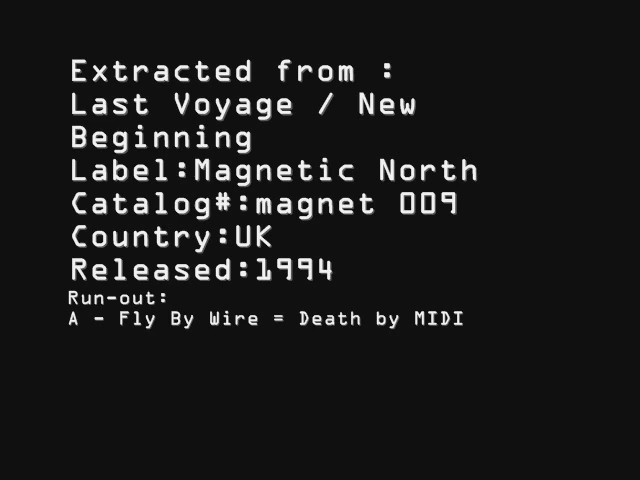 Extracted from :
Last Voyage / New
Beginning
Label:Magnetic North
Catalog#:magnet 009
Country:UK
Released:1994
Run-out:
A - Fly By Wire = Death by MIDI